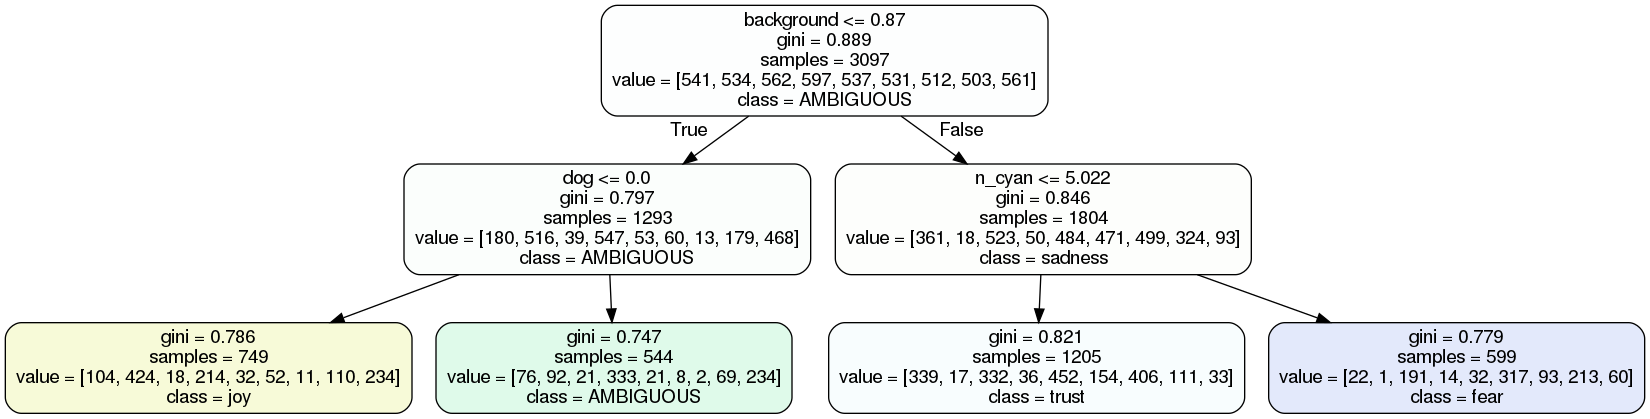 background <= 0.87
gini = 0.889
samples = 3097
value = [541, 534, 562, 597, 537, 531, 512, 503, 561]
class = AMBIGUOUS
True
False
dog <= 0.0
gini = 0.797
samples = 1293
value = [180, 516, 39, 547, 53, 60, 13, 179, 468]
class = AMBIGUOUS
n_cyan <= 5.022
gini = 0.846
samples = 1804
value = [361, 18, 523, 50, 484, 471, 499, 324, 93]
class = sadness
gini = 0.786
samples = 749
value = [104, 424, 18, 214, 32, 52, 11, 110, 234]
class = joy
gini = 0.747
samples = 544
value = [76, 92, 21, 333, 21, 8, 2, 69, 234]
class = AMBIGUOUS
gini = 0.821
samples = 1205
value = [339, 17, 332, 36, 452, 154, 406, 111, 33]
class = trust
gini = 0.779
samples = 599
value = [22, 1, 191, 14, 32, 317, 93, 213, 60]
class = fear